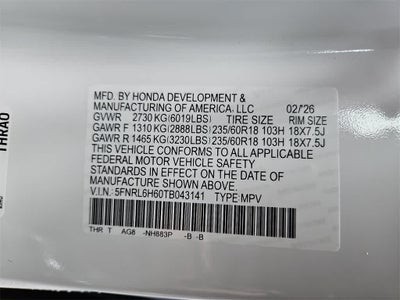 MFD. BY HONDA DEVELOPMENT &
MANUFACTURING OF AMERICA, LLC 02/26
GVWR 2730 KG(6019LBS) TIRE SIZE RIM SIZE
GAWR F 1310 KG(2888LBS) 235/60R18 103H 18X7.5J
GAWR R 1465 KG(3230LBS) 235/60R18 103H 18X7.5J
THIS VEHICLE CONFORMS TO ALL APPLICABLE
FEDERAL MOTOR VEHICLE SAFETY
STANDARDS IN EFFECT ON THE DATE OF
MANUFACTURE SHOWN ABOVE.
V.I.N: 5FNRL6H60TB043141 TYPE: MPV
THR T AG8 -NH883P -B -B
THRAO